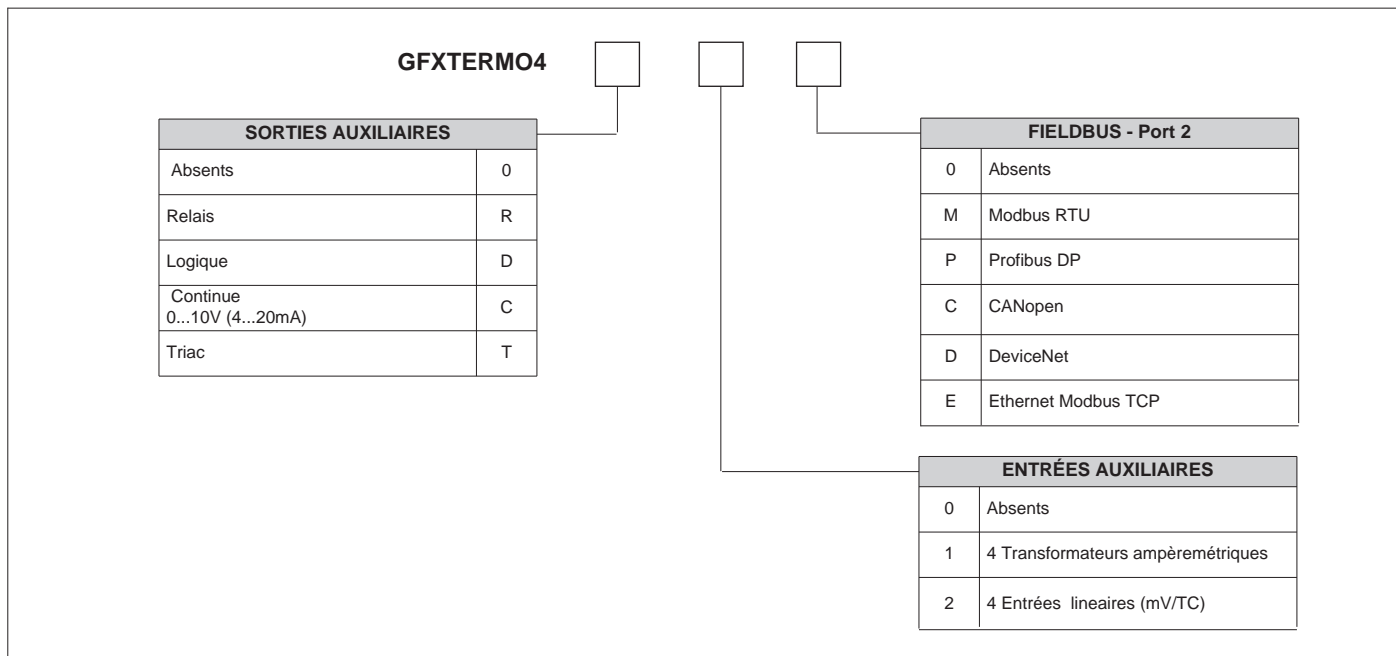 GFXTERMO4
SORTIES AUXILIAIRES
Absents 0
Relais R
Logique D
Continue
0...10V (4...20mA) C
Triac T
FIELDBUS - Port 2
0 Absents
M Modbus RTU
P Profibus DP
C CANopen
D DeviceNet
E Ethernet Modbus TCP
ENTRÉES AUXILIAIRES
0 Absents
1 4 Transformateurs ampèremétriques
2 4 Entrées lineaires (mV/TC)